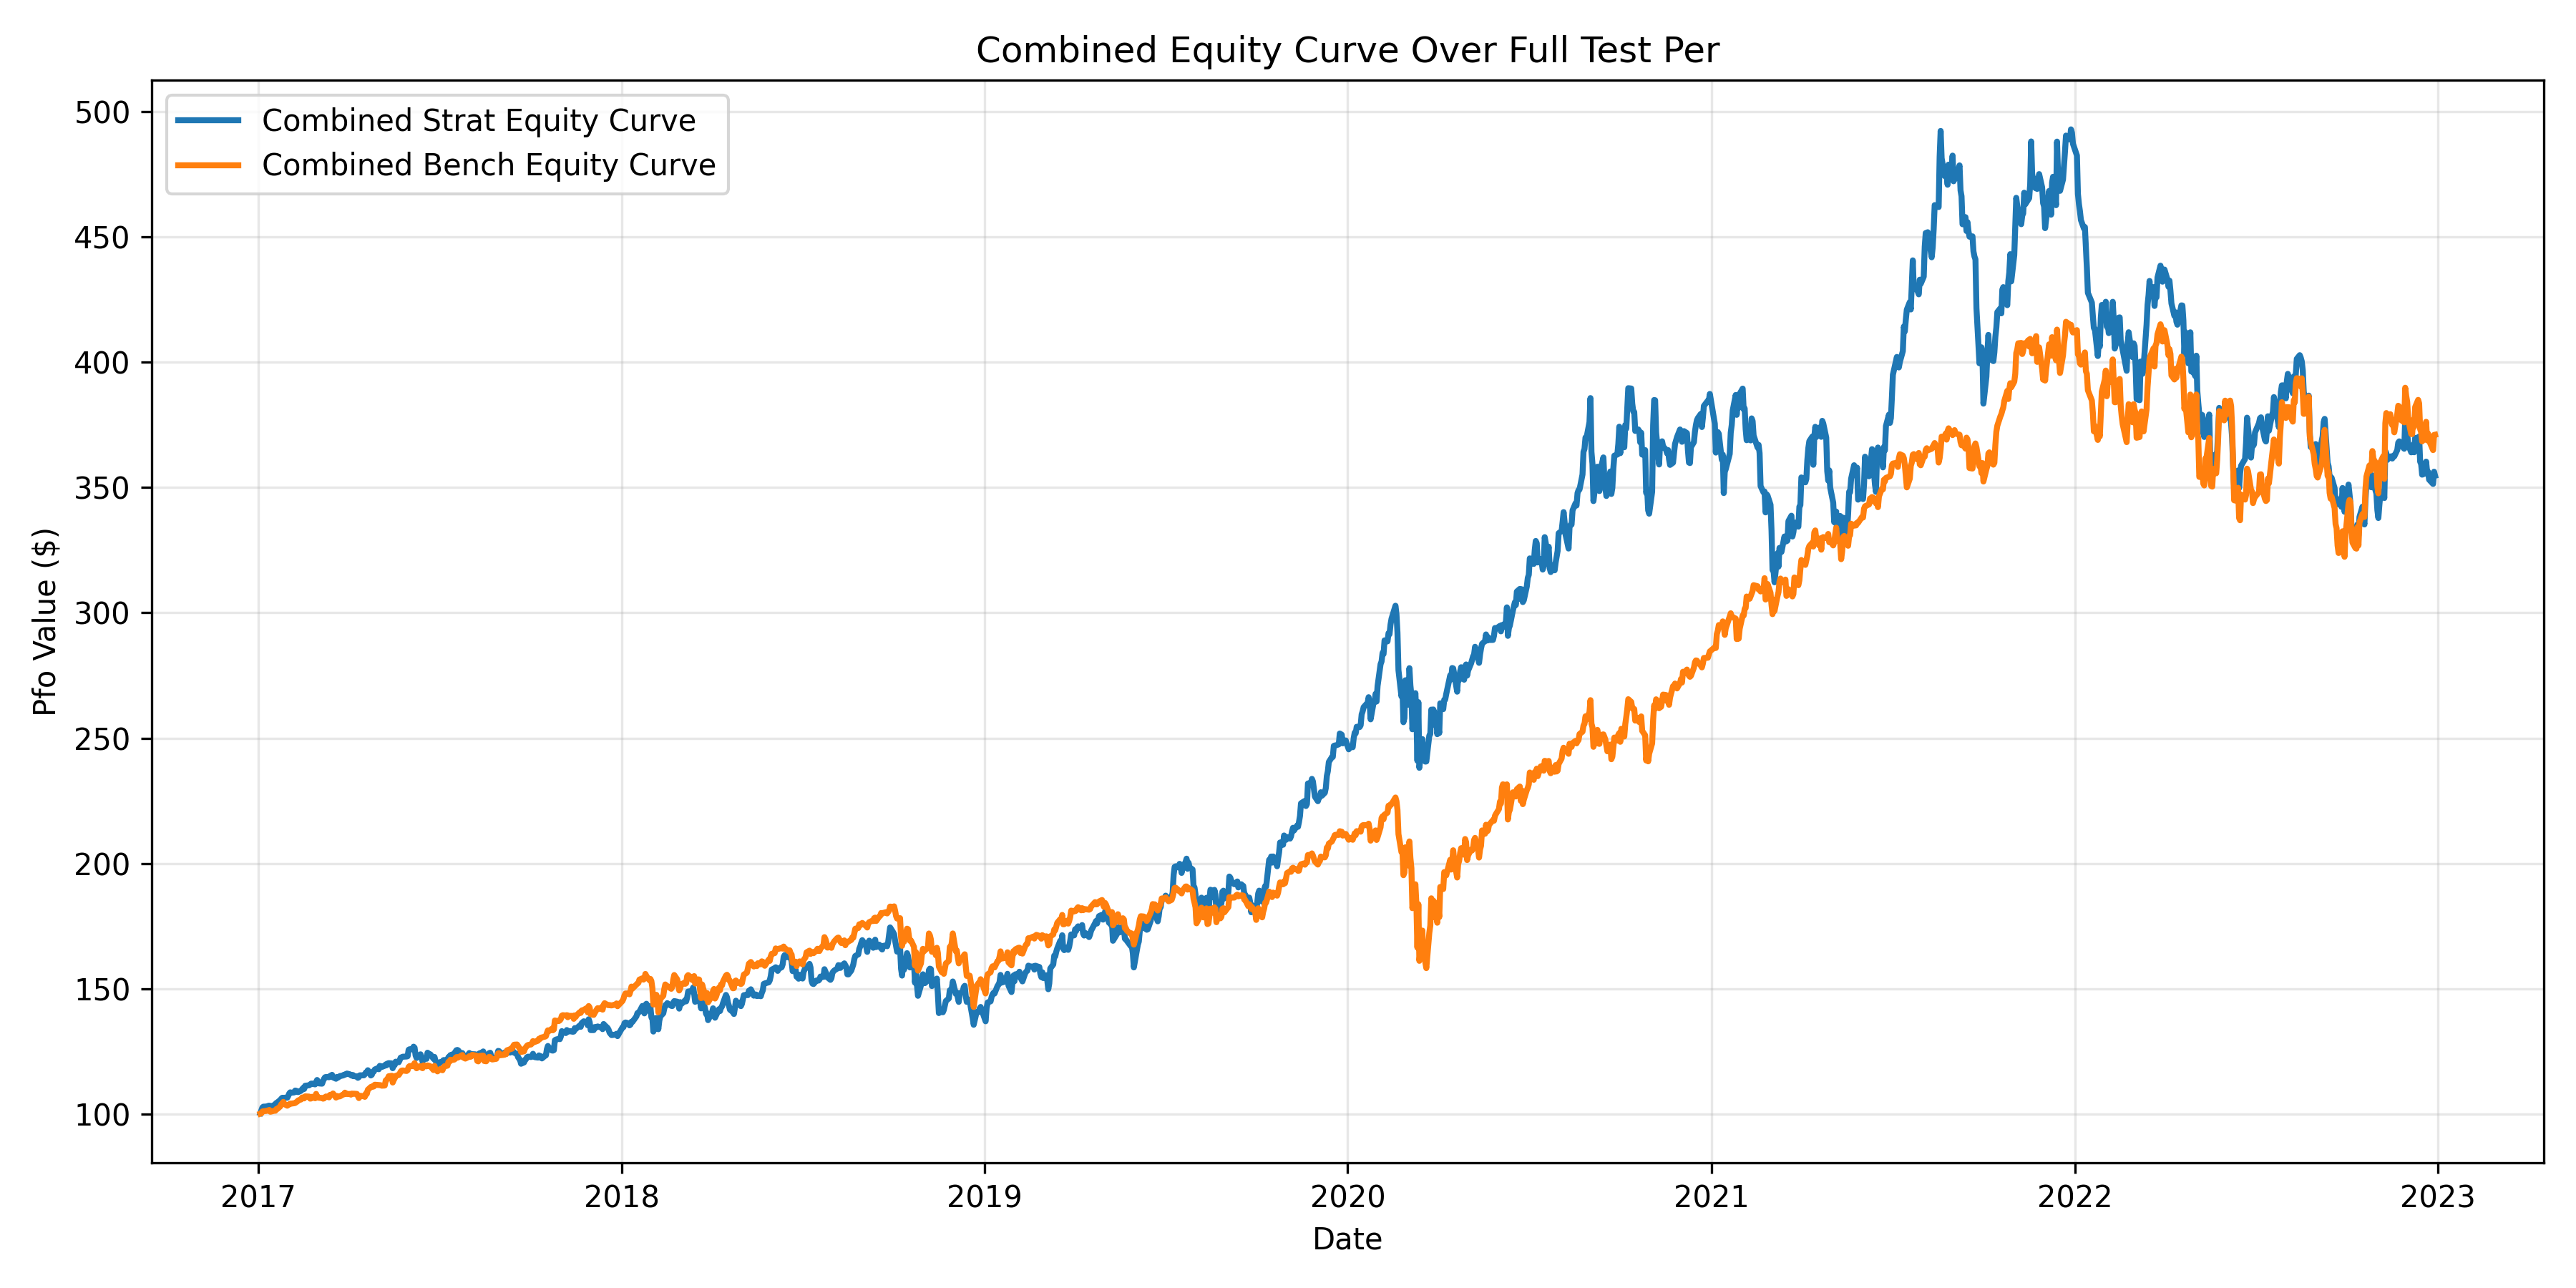 Combined Equity Curve Over Full Test Per
Combined Strat Equity Curve
Combined Bench Equity Curve
Pfo Value ($)
500
450
400
350
300
250
200
150
100
2017 2018 2019 2020 2021 2022 2023
Date